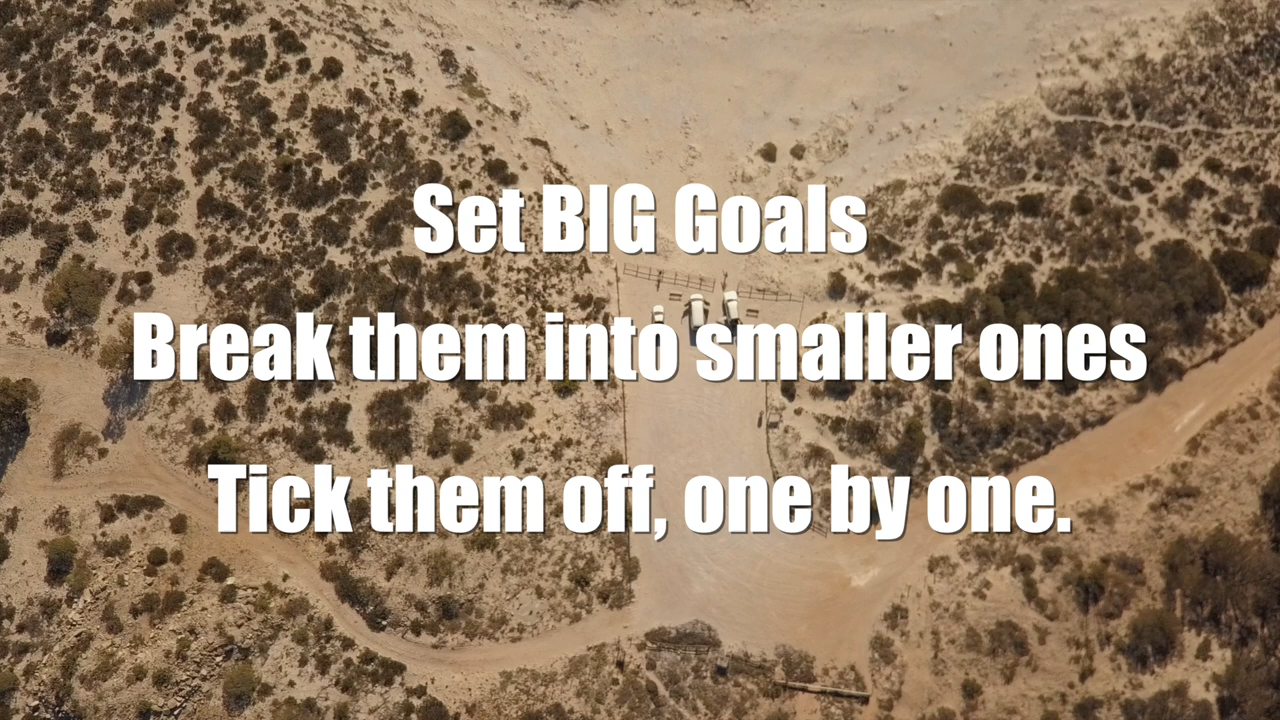 Set BIG Goals
Break them into smaller ones
Tick them off, one by one.